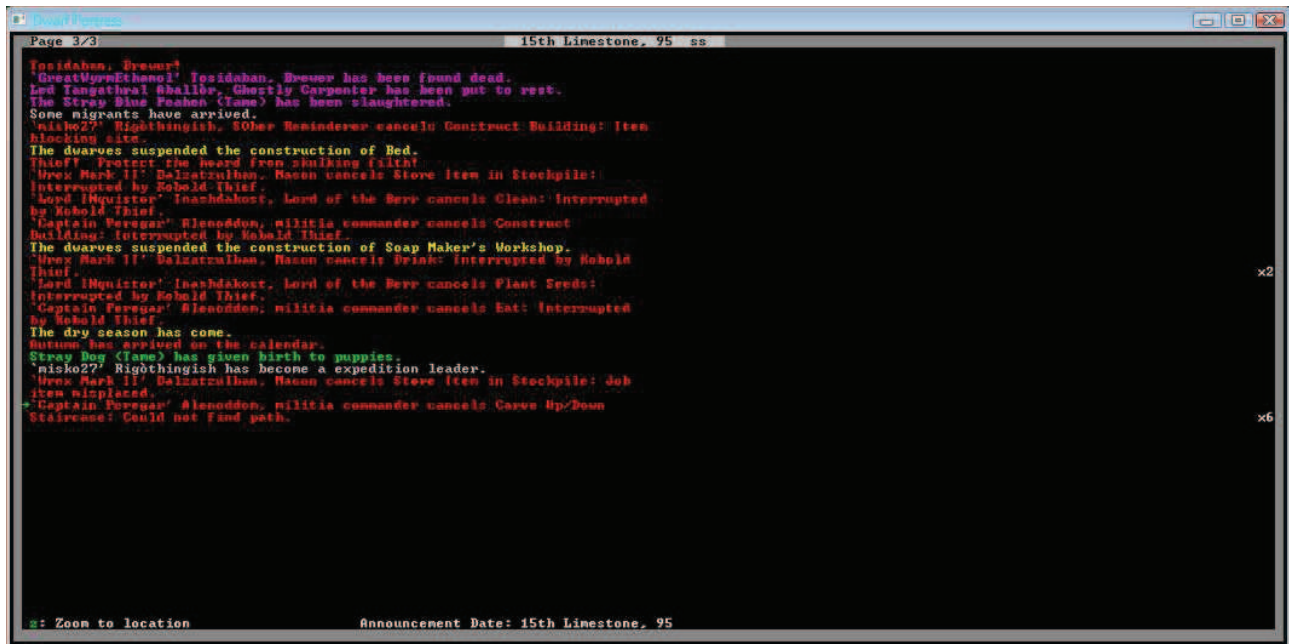 Dwarf Fortress
Page 3/3 15th Limestone, 95 ss
Tosidaban, Brewer!
`GreatWyrmEthanol' Tosidaban, Brewer has been found dead.
Led Tangathral Aballòr, Ghostly Carpenter has been put to rest.
The Stray Blue Peahen (Tame) has been slaughtered.
Some migrants have arrived.
`misko27' Rigòthingish, SOber Reminderer cancels Construct Building: Item
blocking site.
The dwarves suspended the construction of Bed.
Thief! Protect the hoard from skulking filth!
`Wrex Mark II' Dalzatzulban, Mason cancels Store Item in Stockpile:
Interrupted by Kobold Thief.
`Lord INquistor' Inashdakost, Lord of the Berr cancels Clean: Interrupted
by Kobold Thief.
`Captain Peregar' Alenoddon, militia commander cancels Construct
Building: Interrupted by Kobold Thief.
The dwarves suspended the construction of Soap Maker's Workshop.
`Wrex Mark II' Dalzatzulban, Mason cancels Drink: Interrupted by Kobold
Thief. x2
`Lord INquistor' Inashdakost, Lord of the Berr cancels Plant Seeds:
Interrupted by Kobold Thief.
`Captain Peregar' Alenoddon, militia commander cancels Eat: Interrupted
by Kobold Thief.
The dry season has come.
Autumn has arrived on the calendar.
Stray Dog (Tame) has given birth to puppies.
`misko27' Rigòthingish has become a expedition leader.
`Wrex Mark II' Dalzatzulban, Mason cancels Store Item in Stockpile: Job
item misplaced.
`Captain Peregar' Alenoddon, militia commander cancels Carve Up/Down
Staircase: Could not find path. x6
z: Zoom to location Announcement Date: 15th Limestone, 95